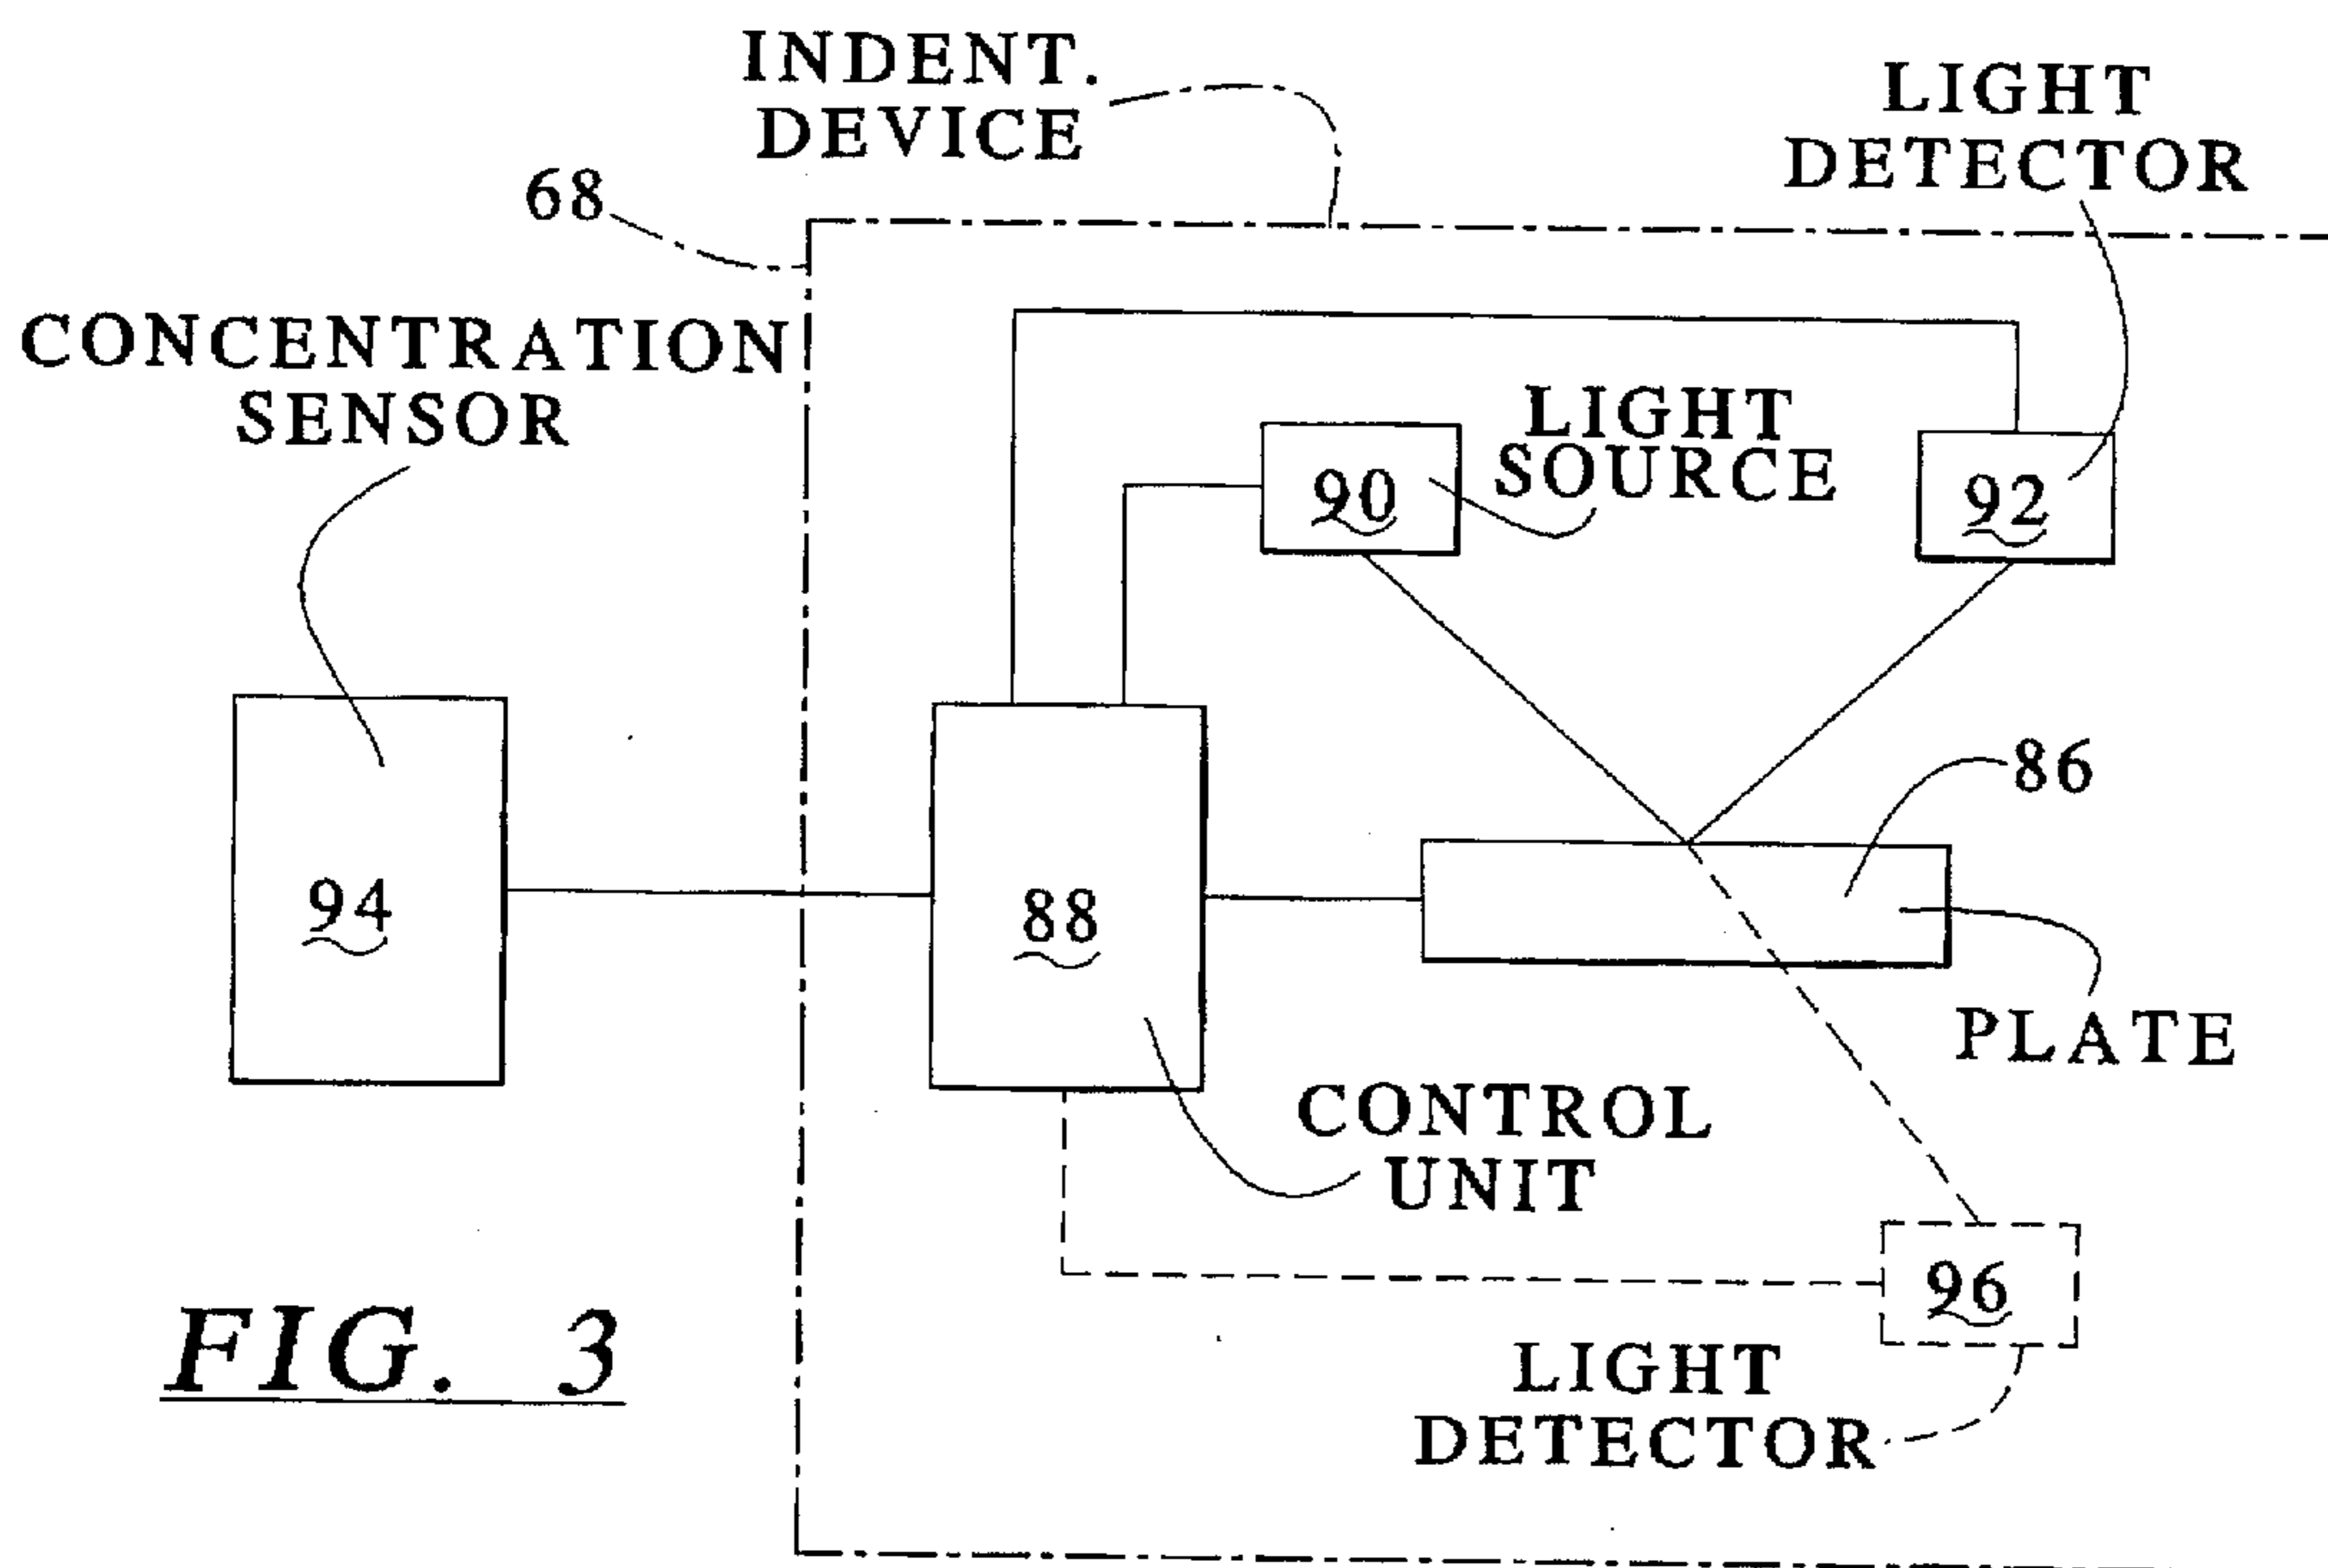 INDENT.
DEVICE
LIGHT
DETECTOR
68
CONCENTRATION
SENSOR
LIGHT
SOURCE
90
92
86
94
88
PLATE
CONTROL
UNIT
96
FIG. 3
LIGHT
DETECTOR